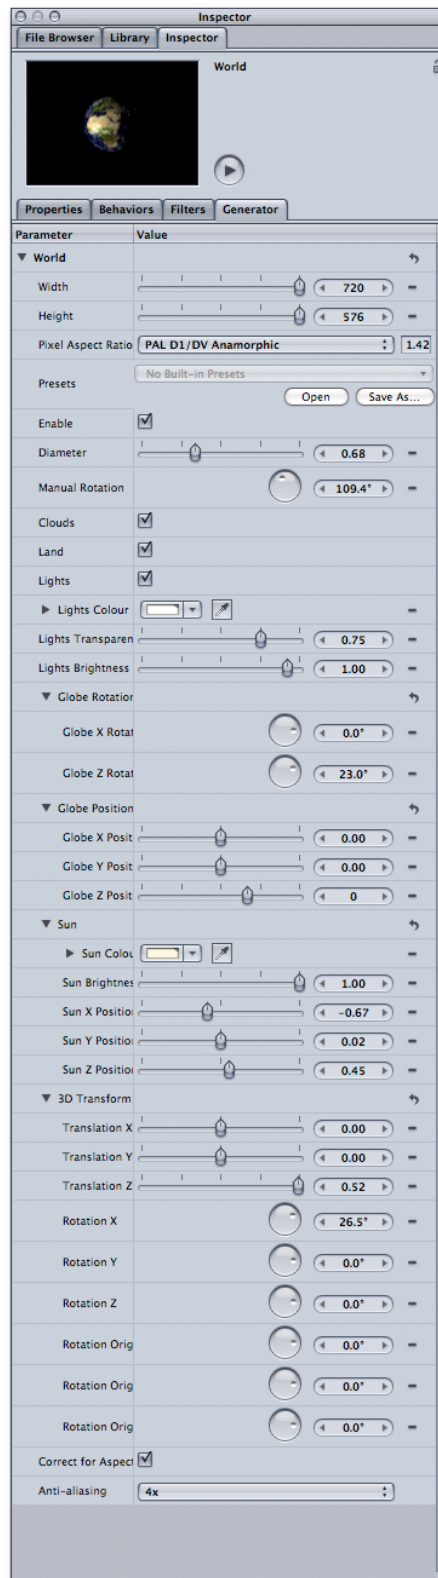 Inspector
File Browser Library Inspector
World
Properties Behaviors Filters Generator
Parameter Value
World
Width 720
Height 576
Pixel Aspect Ratio PAL D1/DV Anamorphic 1.42
Presets No Built-in Presets
Open Save As...
Enable
Diameter 0.68
Manual Rotation 109.4°
Clouds
Land
Lights
Lights Colour
Lights Transparen 0.75
Lights Brightness 1.00
Globe Rotation
Globe X Rotat 0.0°
Globe Z Rotat 23.0°
Globe Position
Globe X Posit 0.00
Globe Y Posit 0.00
Globe Z Posit 0
Sun
Sun Colou
Sun Brightnes 1.00
Sun X Position -0.67
Sun Y Position 0.02
Sun Z Position 0.45
3D Transform
Translation X 0.00
Translation Y 0.00
Translation Z 0.52
Rotation X 26.5°
Rotation Y 0.0°
Rotation Z 0.0°
Rotation Orig 0.0°
Rotation Orig 0.0°
Rotation Orig 0.0°
Correct for Aspect
Anti-aliasing 4x